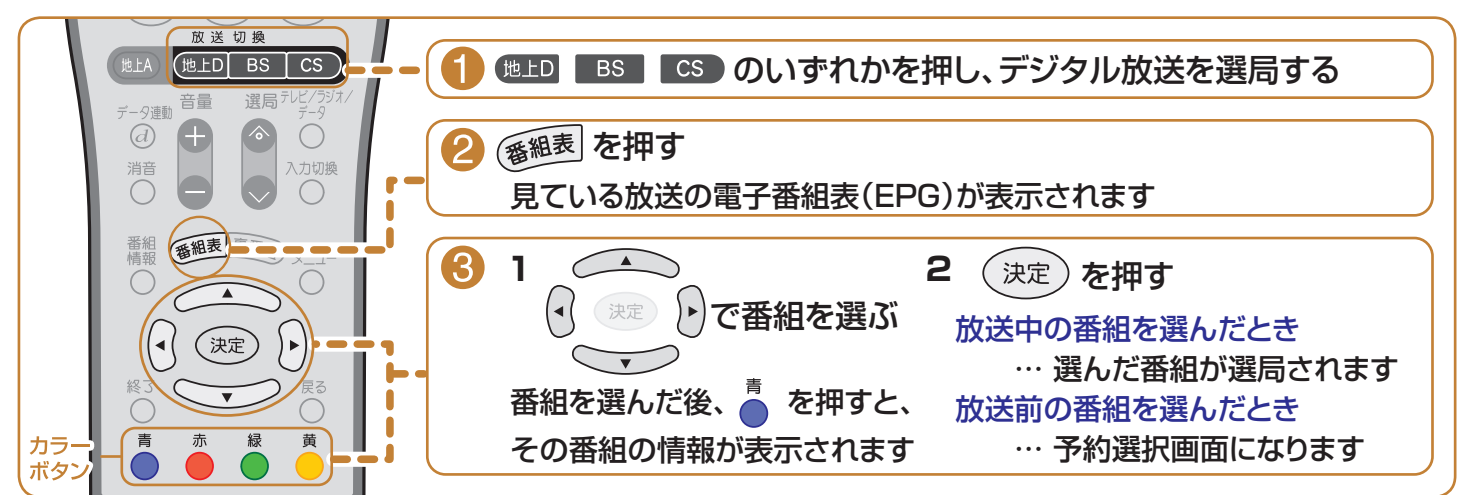 放送切換
地上A 地上D BS CS
データ連動 音量 選局 テレビ/ラジオ/データ
d
消音 入力切換
番組情報 番組表 メニュー
決定
終了 戻る
カラーボタン
青 赤 緑 黄
1 地上D BS CS のいずれかを押し、デジタル放送を選局する
2 番組表 を押す
見ている放送の電子番組表(EPG)が表示されます
3 1 決定 で番組を選ぶ
番組を選んだ後、青 を押すと、
その番組の情報が表示されます
2 決定 を押す
放送中の番組を選んだとき
… 選んだ番組が選局されます
放送前の番組を選んだとき
… 予約選択画面になります